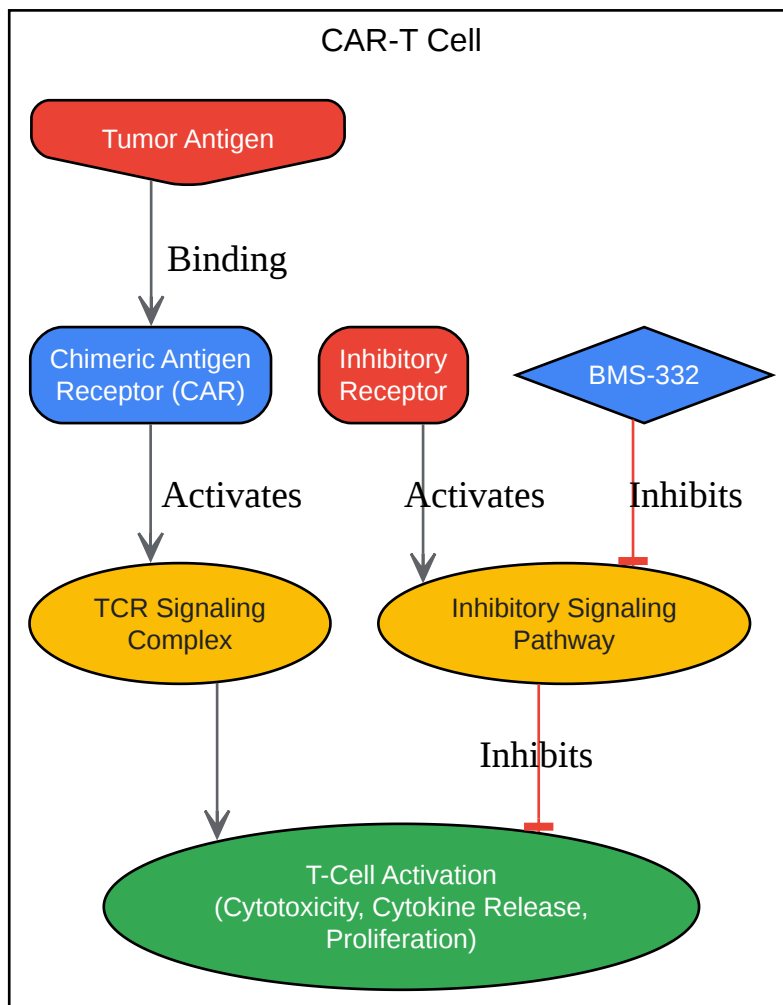 CAR-T Cell
Tumor Antigen
Binding
Chimeric Antigen
Receptor (CAR)
Inhibitory
Receptor
BMS-332
Activates
Activates
Inhibits
TCR Signaling
Complex
Inhibitory Signaling
Pathway
Inhibits
T-Cell Activation
(Cytotoxicity, Cytokine Release,
Proliferation)